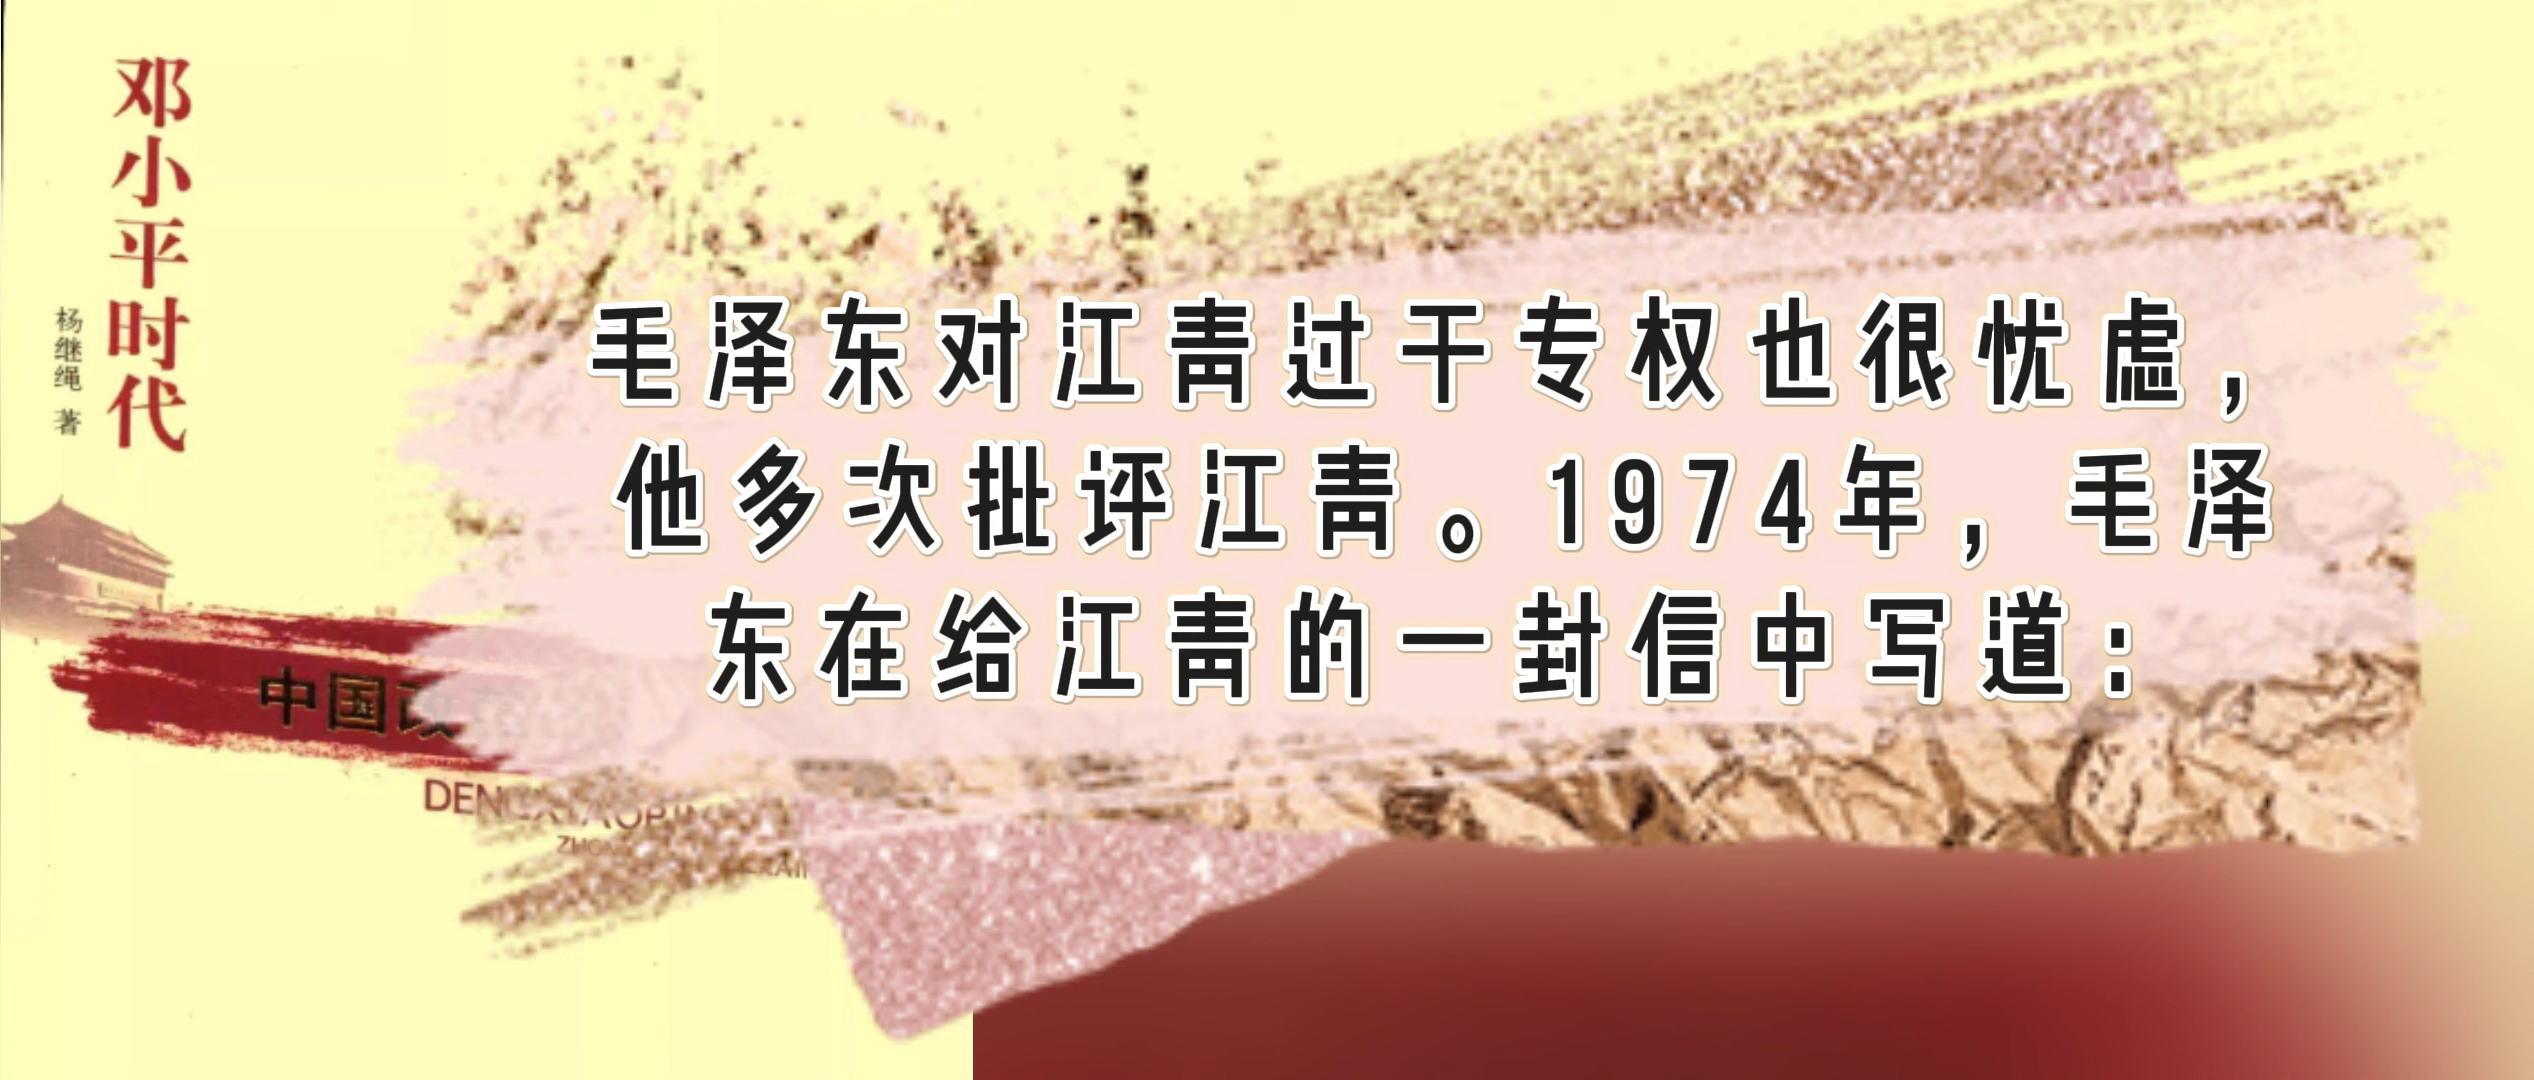 邓小平时代
杨继绳 著
毛泽东对江青过于专权也很忧虑，
他多次批评江青。1974年，毛泽
东在给江青的一封信中写道：
中国